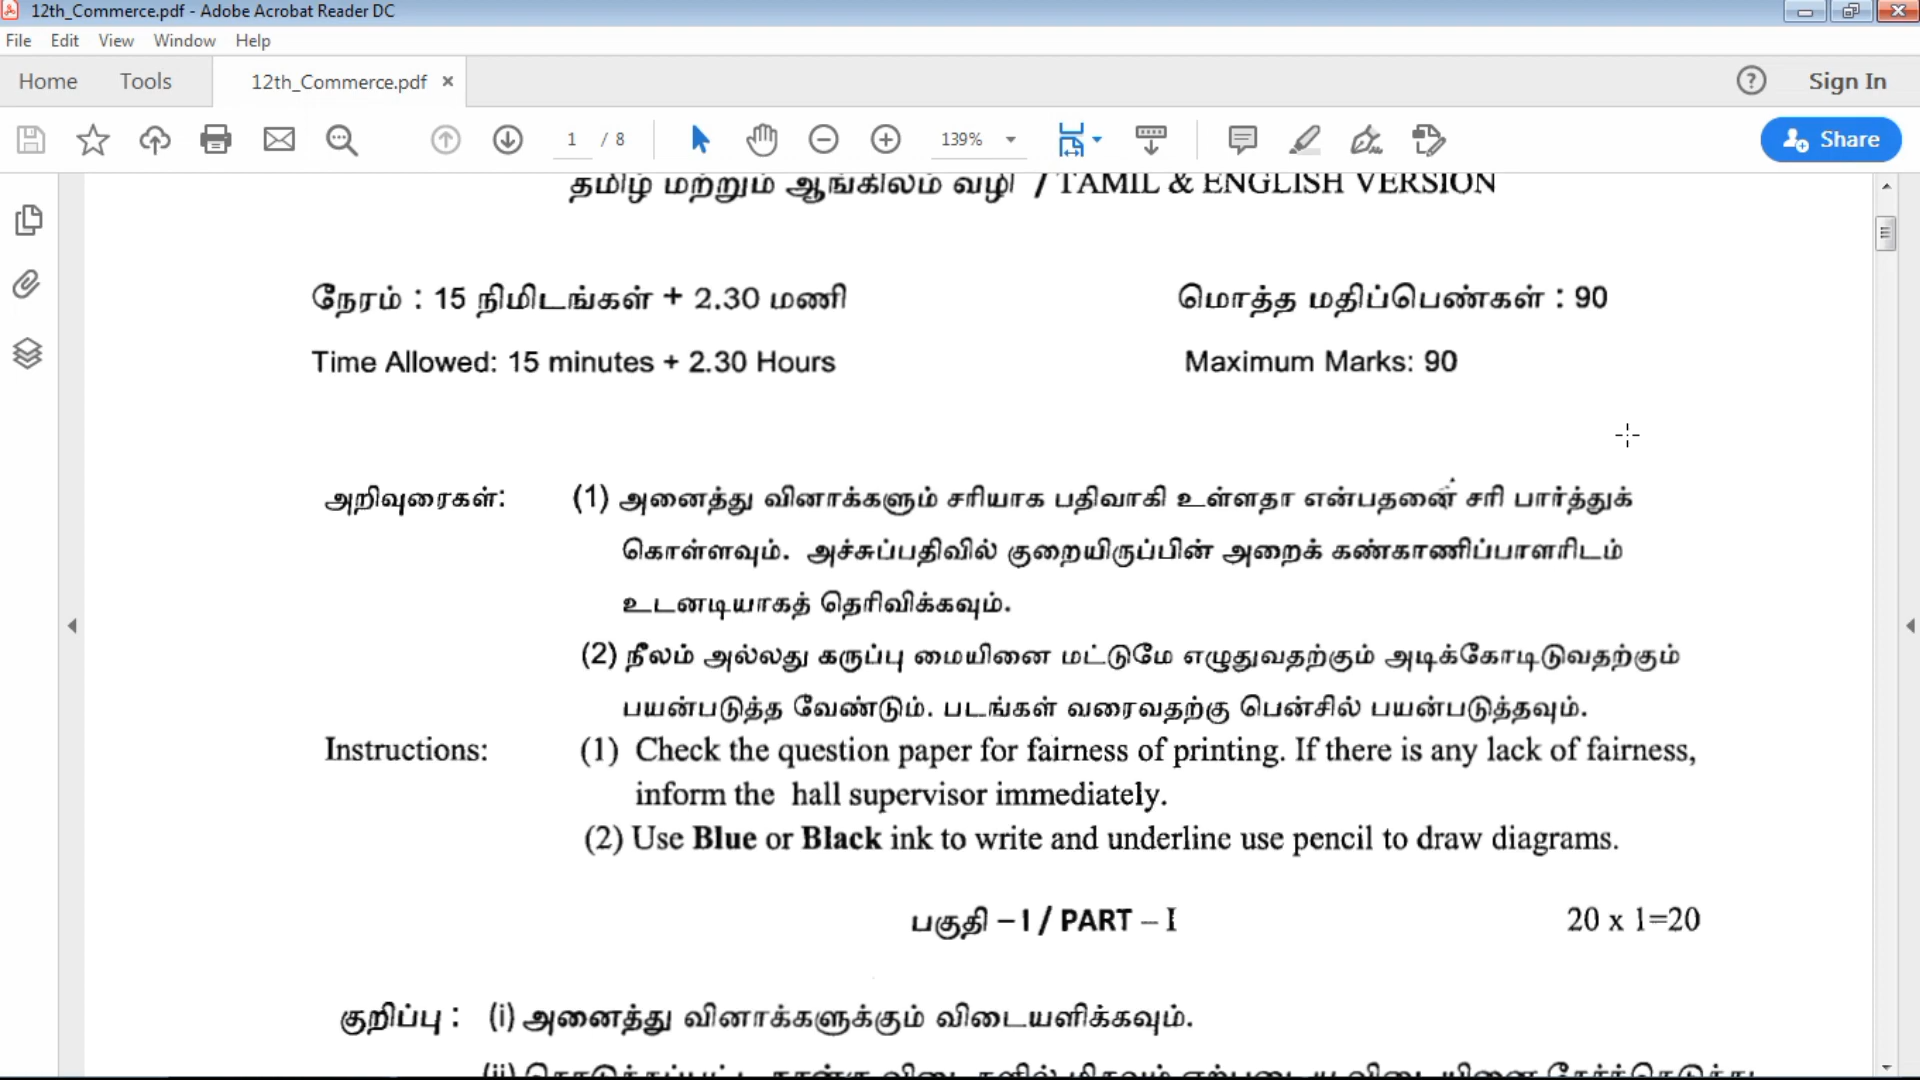 12th_Commerce.pdf - Adobe Acrobat Reader DC
File Edit View Window Help
Home Tools 12th_Commerce.pdf × ? Sign In
1 / 8 139% Share
தமிழ் மற்றும் ஆங்கிலம் வழி / TAMIL & ENGLISH VERSION
நேரம் : 15 நிமிடங்கள் + 2.30 மணி மொத்த மதிப்பெண்கள் : 90
Time Allowed: 15 minutes + 2.30 Hours Maximum Marks: 90
அறிவுரைகள்: (1) அனைத்து வினாக்களும் சரியாக பதிவாகி உள்ளதா என்பதனை சரி பார்த்துக்
கொள்ளவும். அச்சுப்பதிவில் குறையிருப்பின் அறைக் கண்காணிப்பாளரிடம்
உடனடியாகத் தெரிவிக்கவும்.
(2) நீலம் அல்லது கருப்பு மையினை மட்டுமே எழுதுவதற்கும் அடிக்கோடிடுவதற்கும்
பயன்படுத்த வேண்டும். படங்கள் வரைவதற்கு பென்சில் பயன்படுத்தவும்.
Instructions: (1) Check the question paper for fairness of printing. If there is any lack of fairness,
inform the hall supervisor immediately.
(2) Use Blue or Black ink to write and underline use pencil to draw diagrams.
பகுதி – I / PART – I 20 x 1=20
குறிப்பு : (i) அனைத்து வினாக்களுக்கும் விடையளிக்கவும்.